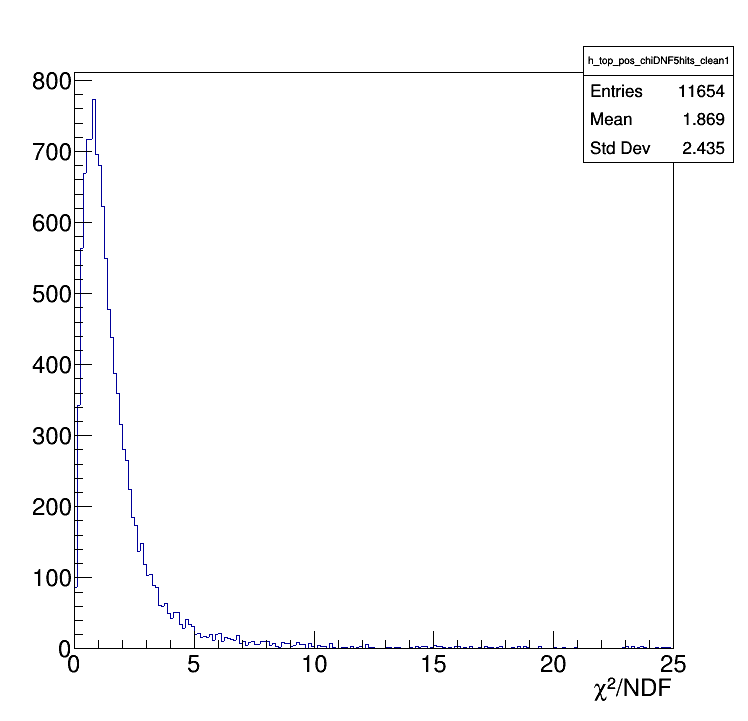 h_top_pos_chiDNF5hits_clean1
Entries 11654
Mean 1.869
Std Dev 2.435
800
700
600
500
400
300
200
100
0
0 5 10 15 20 25
χ²/NDF